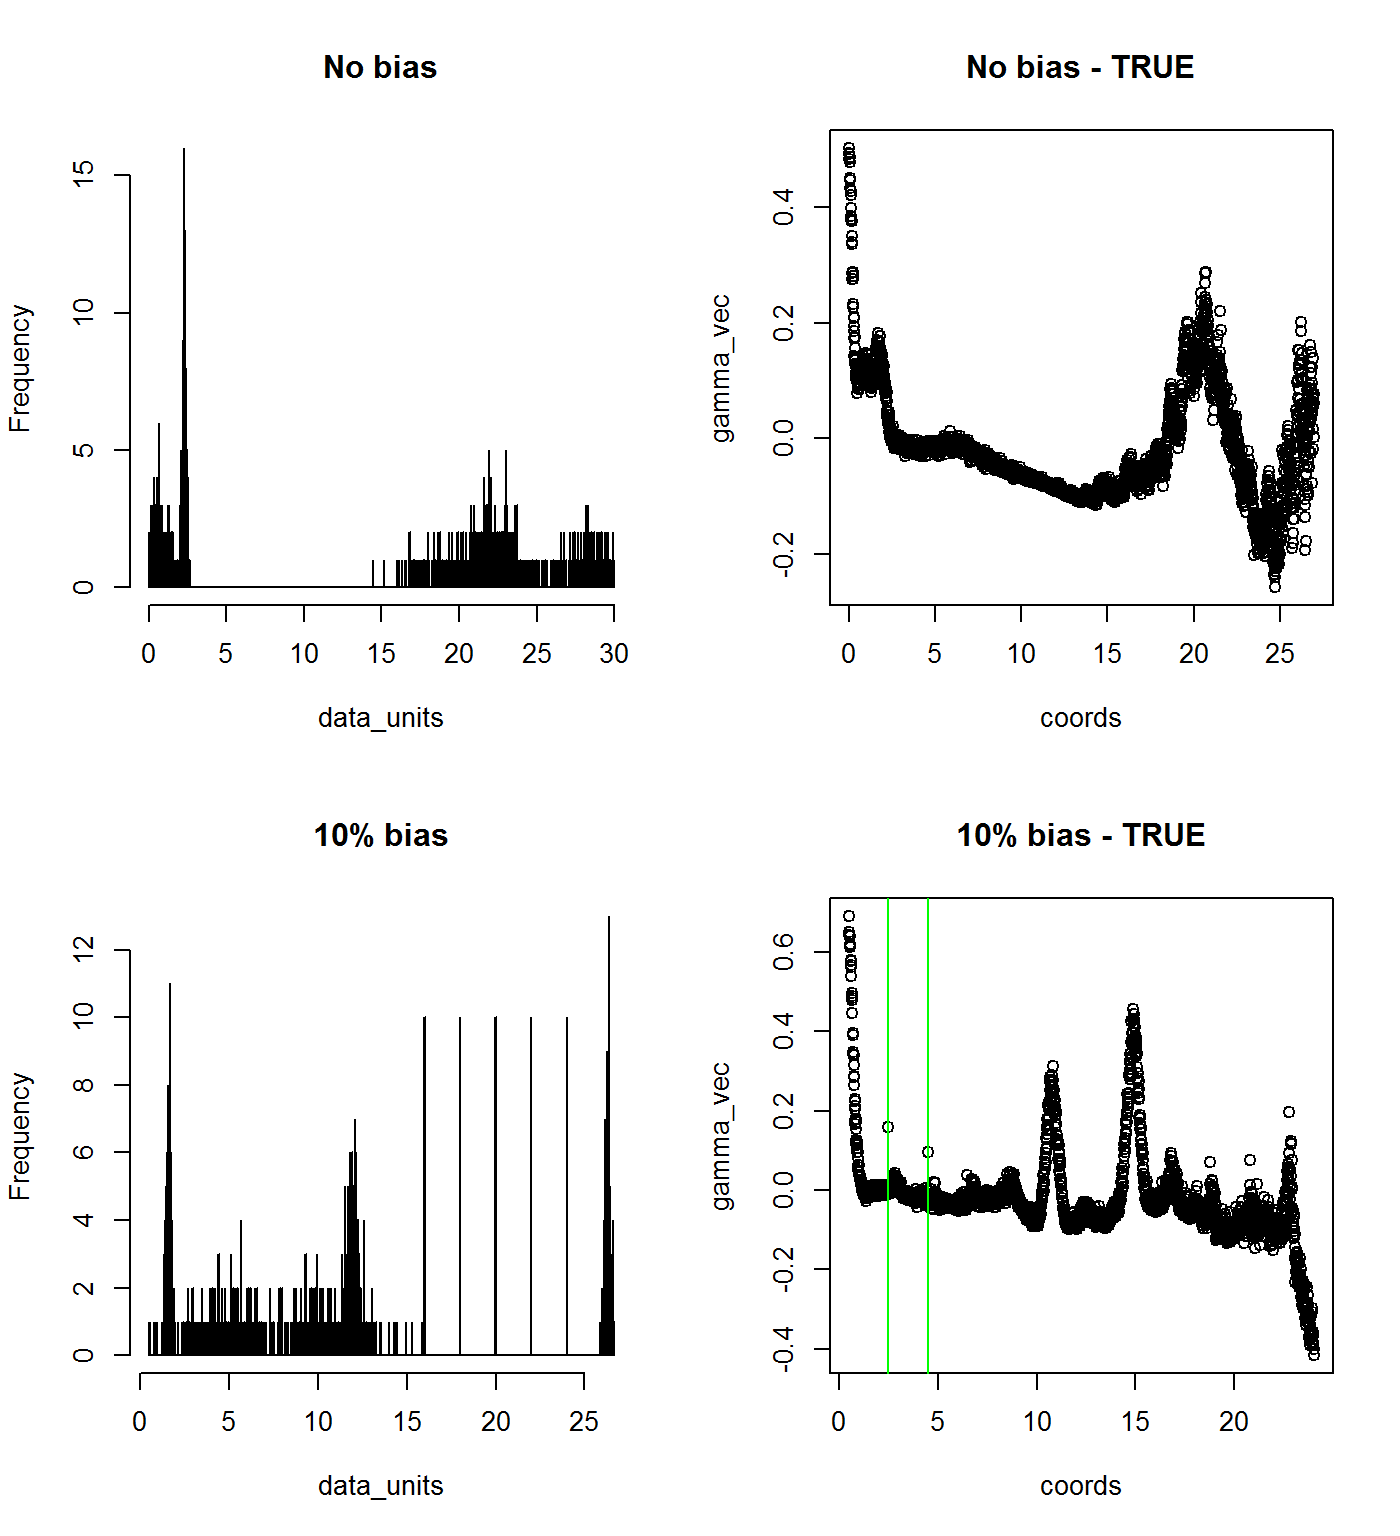 No bias
Frequency
15
10
5
0
0 5 10 15 20 25 30
data_units
No bias - TRUE
gamma_vec
0.4
0.2
0.0
-0.2
0 5 10 15 20 25
coords
10% bias
Frequency
12
10
8
6
4
2
0
0 5 10 15 20 25
data_units
10% bias - TRUE
gamma_vec
0.6
0.4
0.2
0.0
-0.2
-0.4
0 5 10 15 20
coords